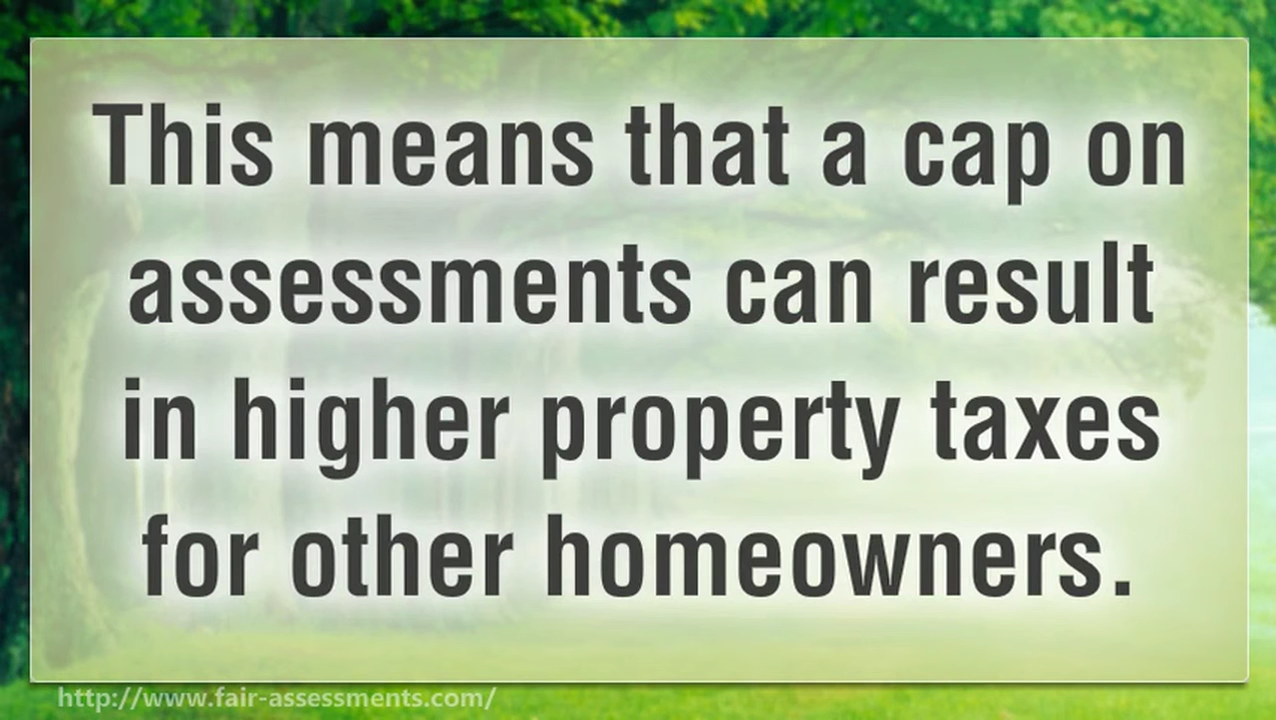 This means that a cap on
assessments can result
in higher property taxes
for other homeowners.
http://www.fair-assessments.com/